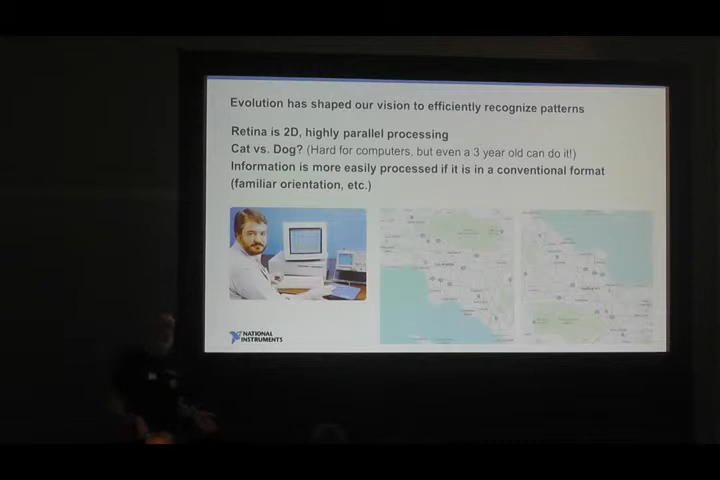 Evolution has shaped our vision to efficiently recognize patterns
Retina is 2D, highly parallel processing
Cat vs. Dog? (Hard for computers, but even a 3 year old can do it!)
Information is more easily processed if it is in a conventional format
(familiar orientation, etc.)
NATIONAL
INSTRUMENTS